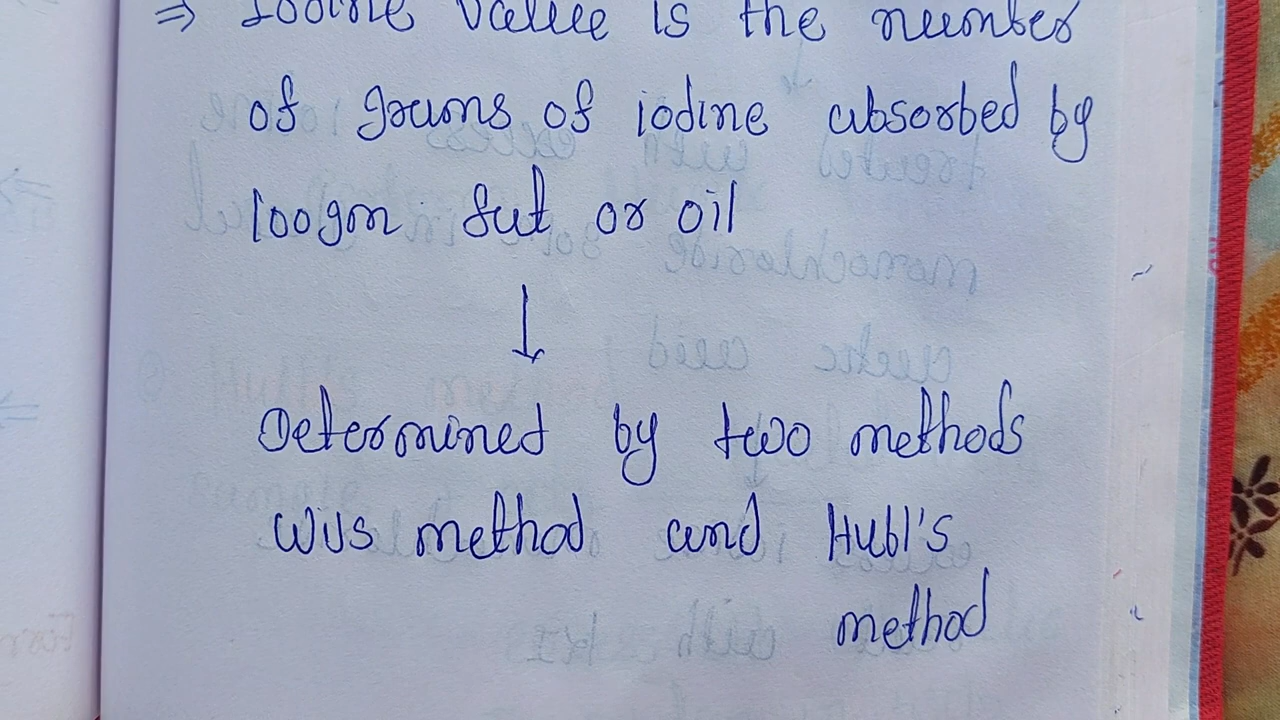 ⇒ Iodine value is the number
of grams of iodine absorbed by
100gm fat or oil
↓
Determined by two methods
wijs method and Hubl's
method